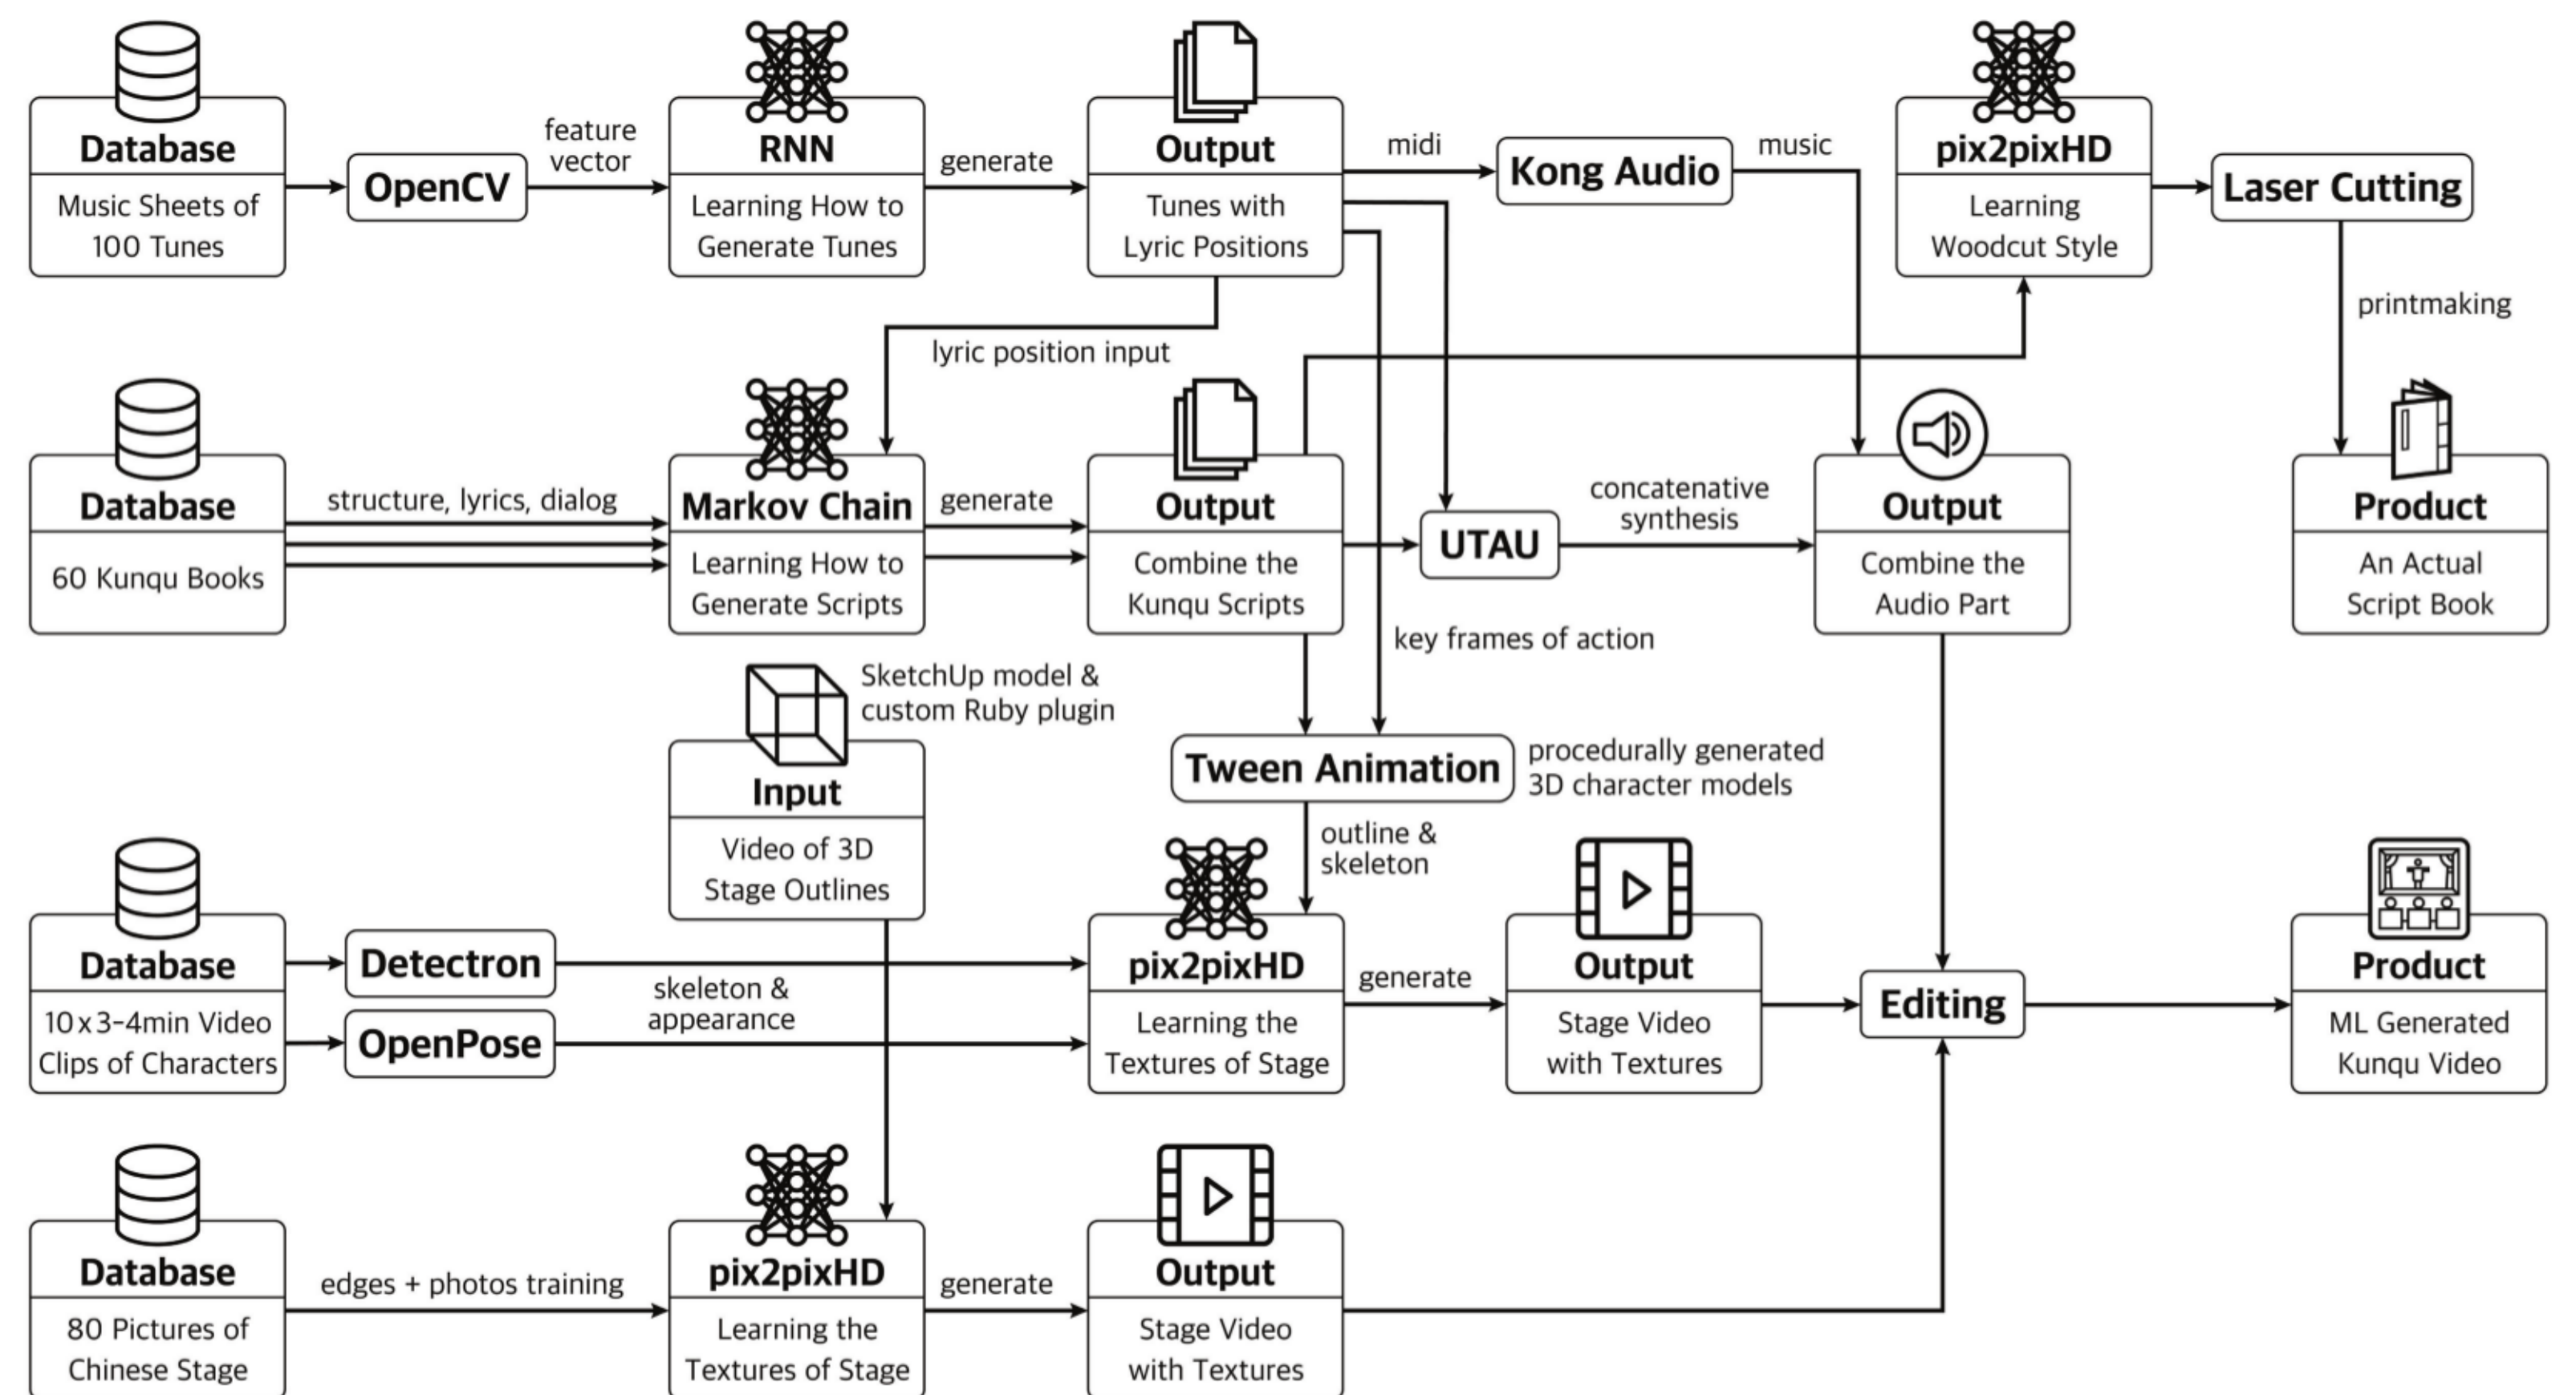 Database
Music Sheets of
100 Tunes
OpenCV
feature
vector
RNN
Learning How to
Generate Tunes
generate
Output
Tunes with
Lyric Positions
midi
Kong Audio
music
pix2pixHD
Learning
Woodcut Style
Laser Cutting
printmaking
lyric position input
Database
60 Kunqu Books
structure, lyrics, dialog
Markov Chain
Learning How to
Generate Scripts
generate
Output
Combine the
Kunqu Scripts
UTAU
concatenative
synthesis
Output
Combine the
Audio Part
Product
An Actual
Script Book
key frames of action
SketchUp model &
custom Ruby plugin
Input
Video of 3D
Stage Outlines
Tween Animation
procedurally generated
3D character models
outline &
skeleton
Database
10x3-4min Video
Clips of Characters
Detectron
OpenPose
skeleton &
appearance
pix2pixHD
Learning the
Textures of Stage
generate
Output
Stage Video
with Textures
Editing
Product
ML Generated
Kunqu Video
Database
80 Pictures of
Chinese Stage
edges + photos training
pix2pixHD
Learning the
Textures of Stage
generate
Output
Stage Video
with Textures